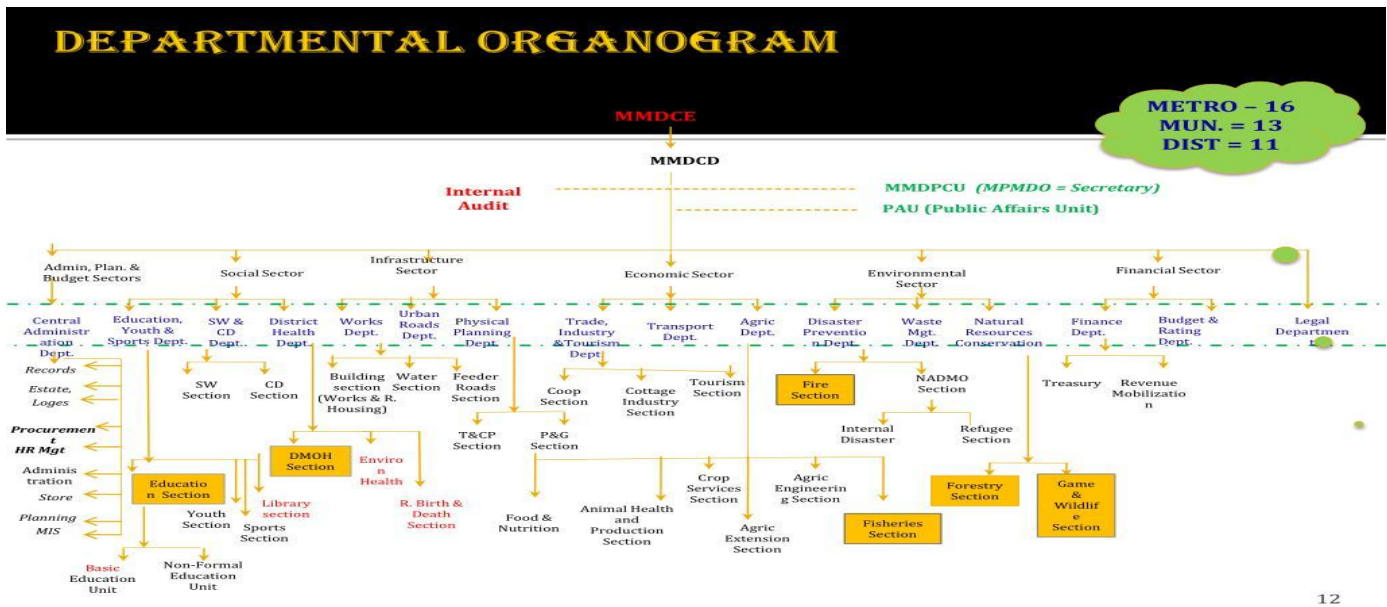 DEPARTMENTAL ORGANOGRAM
METRO – 16
MUN. = 13
DIST = 11
MMDCE
MMDCD
Internal
Audit
MMDPCU (MPMDO = Secretary)
PAU (Public Affairs Unit)
Admin, Plan. &
Budget Sectors
Social Sector
Infrastructure
Sector
Economic Sector
Environmental
Sector
Financial Sector
Central
Administr
ation
Dept.
Education,
Youth &
Sports Dept.
SW &
CD
Dept..
District
Health
Dept.
Works
Dept.
Urban
Roads
Dept.
Physical
Planning
Dept
Trade,
Industry
&Tourism
Dept
Transport
Dept.
Agric
Dept.
Disaster
Preventio
n Dept.
Waste
Mgt.
Dept.
Natural
Resources
Conservation
Finance
Dept.
Budget &
Rating
Dept.
Legal
Departmen
t
Records
Estate,
Loges
Procuremen
t
HR Mgt
Adminis
tration
Store
Planning
MIS
SW
Section
CD
Section
Building
section
(Works & R.
Housing)
Water
Section
Feeder
Roads
Section
Coop
Section
Cottage
Industry
Section
Tourism
Section
Fire
Section
NADMO
Section
Treasury
Revenue
Mobilizatio
n
T&CP
Section
P&G
Section
Internal
Disaster
Refugee
Section
Educatio
n Section
Youth
Section
Sports
Section
Library
section
DMOH
Section
Enviro
n
Health
R. Birth &
Death
Section
Food &
Nutrition
Animal Health
and
Production
Section
Crop
Services
Section
Agric
Extension
Section
Agric
Engineerin
g Section
Fisheries
Section
Forestry
Section
Game
&
Wildlif
e
Section
Basic
Education
Unit
Non-Formal
Education
Unit
12